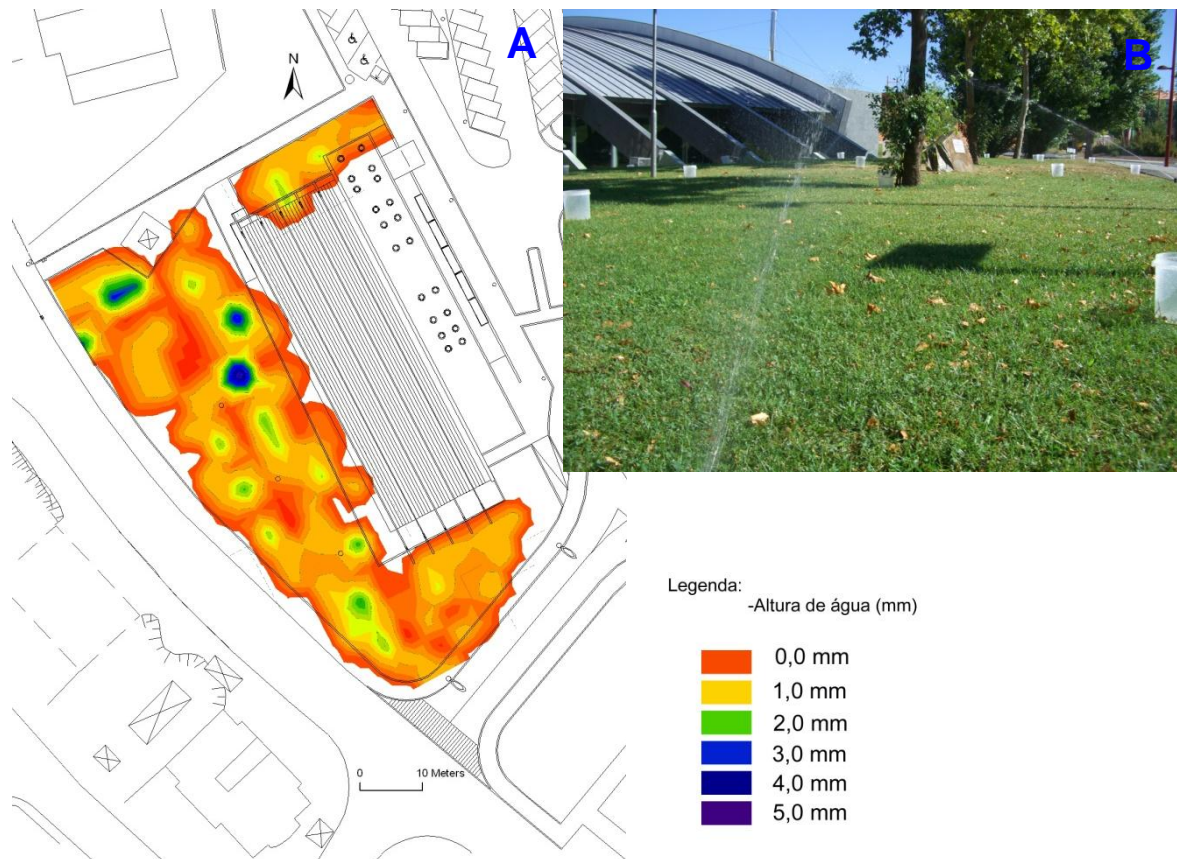 A
B
N
0 10 Meters
Legenda:
-Altura de água (mm)
0,0 mm
1,0 mm
2,0 mm
3,0 mm
4,0 mm
5,0 mm